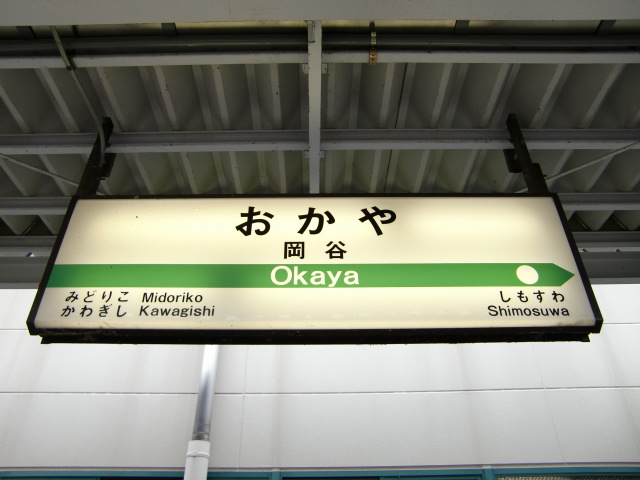 おかや
岡谷
Okaya
みどりこ Midoriko
かわぎし Kawagishi
しもすわ
Shimosuwa